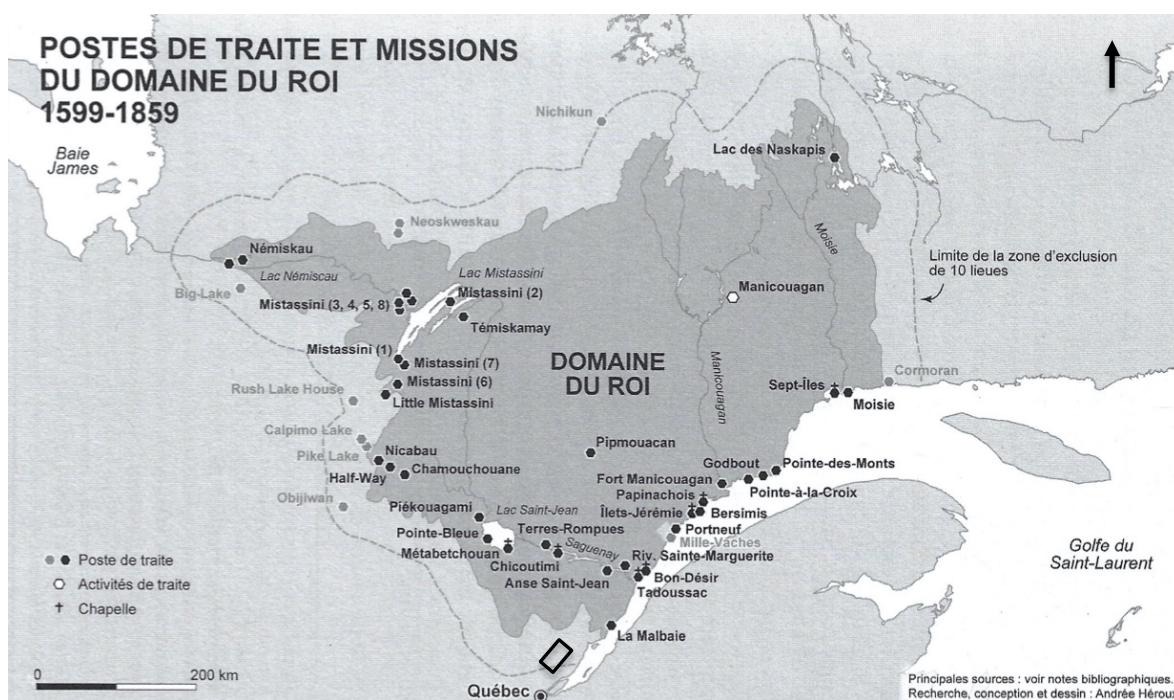 POSTES DE TRAITE ET MISSIONS
DU DOMAINE DU ROI
1599-1859
Baie
James
Nichikun
Lac des Naskapis
Neoskweskau
Némiskau
Lac Némiscau
Big-Lake
Lac Mistassini
Mistassini (2)
Mistassini (3, 4, 5, 8)
Témiskamay
Moisie
Manicouagan
Limite de la zone d'exclusion
de 10 lieues
Mistassini (1)
Mistassini (7)
Mistassini (6)
Rush Lake House
Little Mistassini
DOMAINE
DU ROI
Manicouagan
Cormoran
Sept-Îles
Moisie
Calpimo Lake
Pike Lake
Nicabau
Half-Way
Chamouchouane
Pipmouacan
Obijiwan
Godbout
Pointe-des-Monts
Fort Manicouagan
Pointe-à-la-Croix
Papinachois
Îlets-Jérémie
Bersimis
Piékouagami
Lac Saint-Jean
Pointe-Bleue
Terres-Rompues
Portneuf
Mille-Vaches
Métabetchouan
Saguenay
Chicoutimi
Riv. Sainte-Marguerite
Anse Saint-Jean
Bon-Désir
Tadoussac
La Malbaie
Golfe du
Saint-Laurent
Poste de traite
Activités de traite
Chapelle
0 200 km
Québec
Principales sources : voir notes bibliographiques.
Recherche, conception et dessin : Andrée Hérou